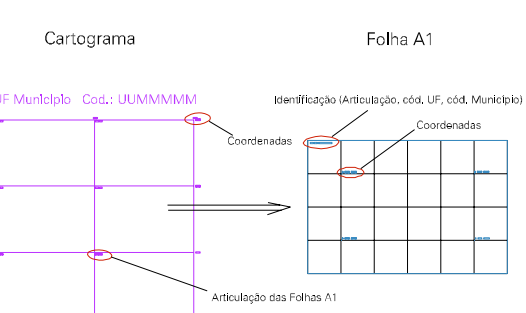 Cartograma
Folha A1
UF Município Cod.: UUMMMMM
Identificação (Articulação, cód. UF, cód. Município)
Coordenadas
Coordenadas
Articulação das Folhas A1